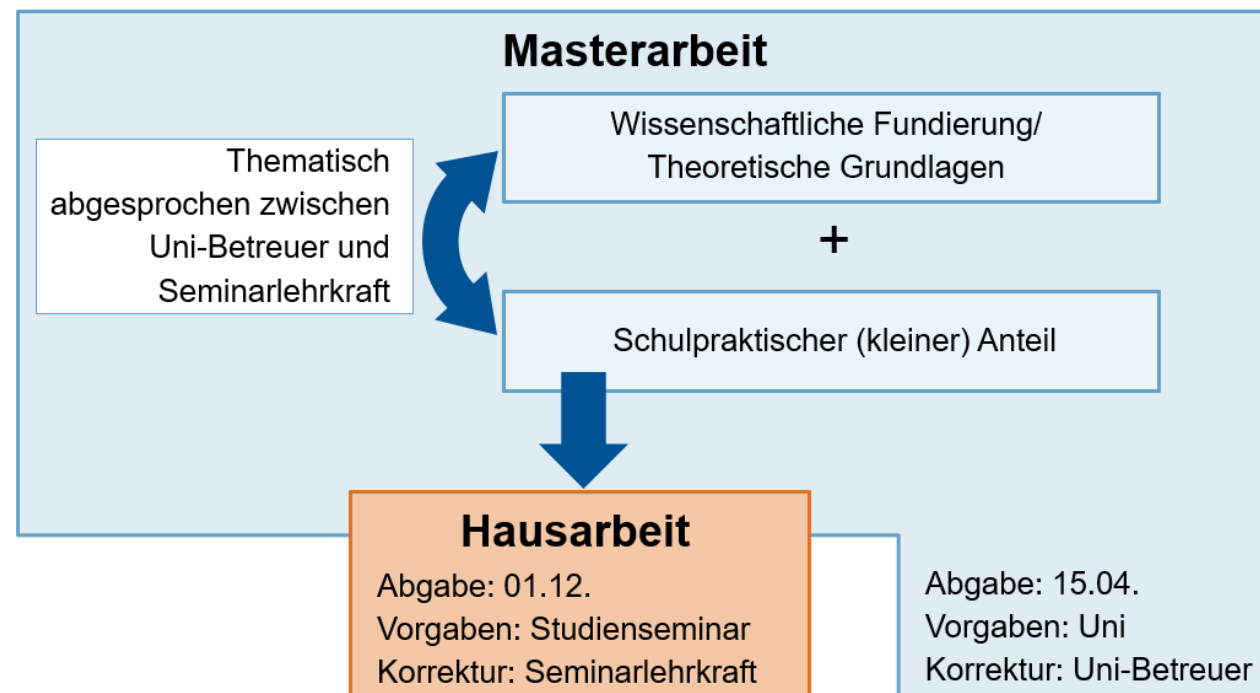 Masterarbeit
Thematisch
abgesprochen zwischen
Uni-Betreuer und
Seminarlehrkraft
Wissenschaftliche Fundierung/
Theoretische Grundlagen
+
Schulpraktischer (kleiner) Anteil
Hausarbeit
Abgabe: 01.12.
Vorgaben: Studienseminar
Korrektur: Seminarlehrkraft
Abgabe: 15.04.
Vorgaben: Uni
Korrektur: Uni-Betreuer